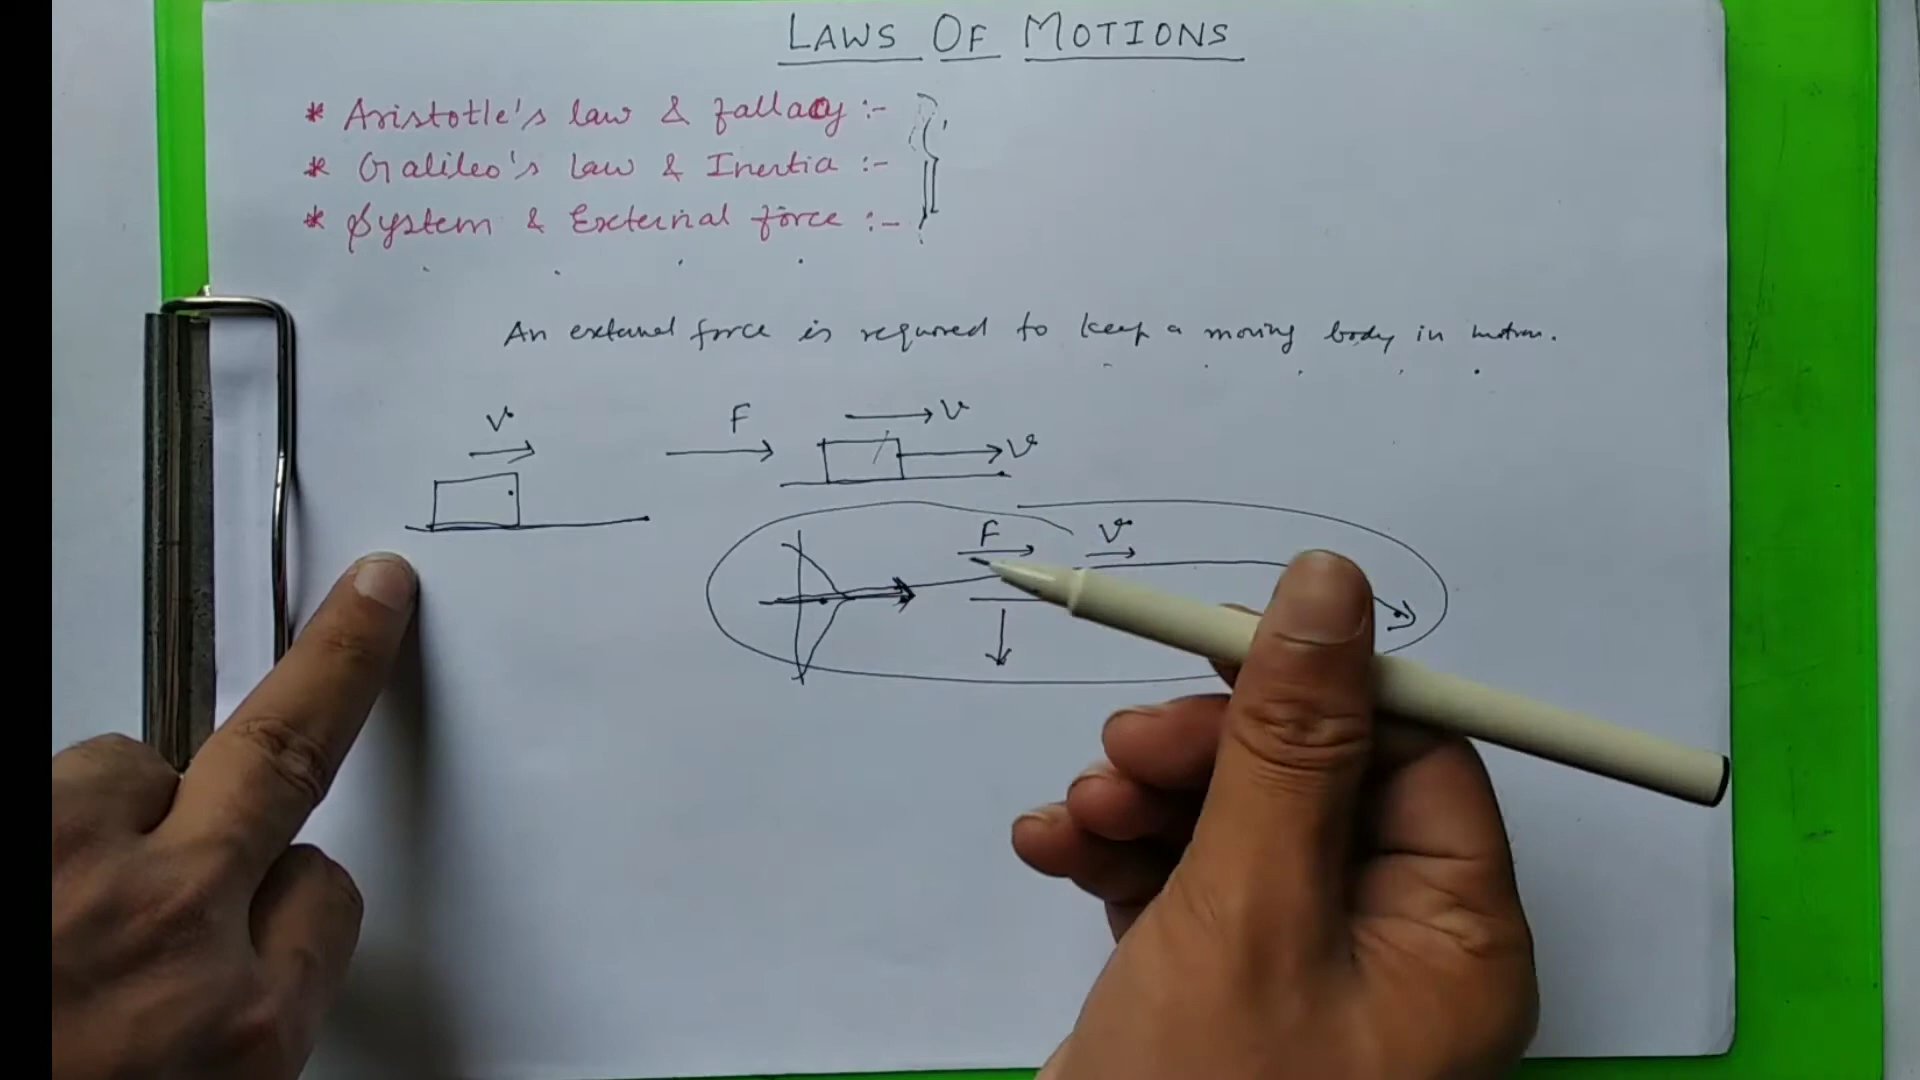 LAWS OF MOTIONS
* Aristotle's law & fallacy :-
* Galileo's Law & Inertia :-
* System & External force :-
An external force is required to keep a moving body in motion.
V F V
V
F V